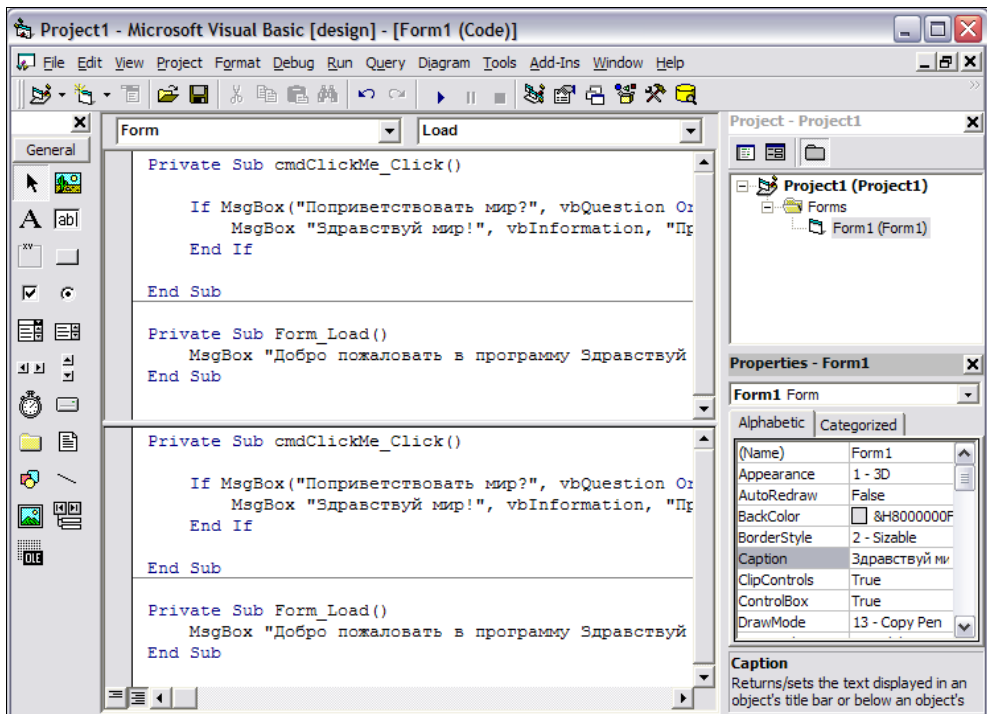 Project1 - Microsoft Visual Basic [design] - [Form1 (Code)]
File Edit View Project Format Debug Run Query Diagram Tools Add-Ins Window Help
General
A
ab|
XY
OLE
Form
Load
Private Sub cmdClickMe_Click()
If MsgBox("Поприветствовать мир?", vbQuestion Or
MsgBox "Здравствуй мир!", vbInformation, "Пр
End If
End Sub
Private Sub Form_Load()
MsgBox "Добро пожаловать в программу Здравствуй
End Sub
Private Sub cmdClickMe_Click()
If MsgBox("Поприветствовать мир?", vbQuestion Or
MsgBox "Здравствуй мир!", vbInformation, "Пр
End If
End Sub
Private Sub Form_Load()
MsgBox "Добро пожаловать в программу Здравствуй
End Sub
Project - Project1
Project1 (Project1)
Forms
Form1 (Form1)
Properties - Form1
Form1 Form
Alphabetic Categorized
(Name) Form1
Appearance 1 - 3D
AutoRedraw False
BackColor &H8000000F
BorderStyle 2 - Sizable
Caption Здравствуй ми
ClipControls True
ControlBox True
DrawMode 13 - Copy Pen
Caption
Returns/sets the text displayed in an
object's title bar or below an object's